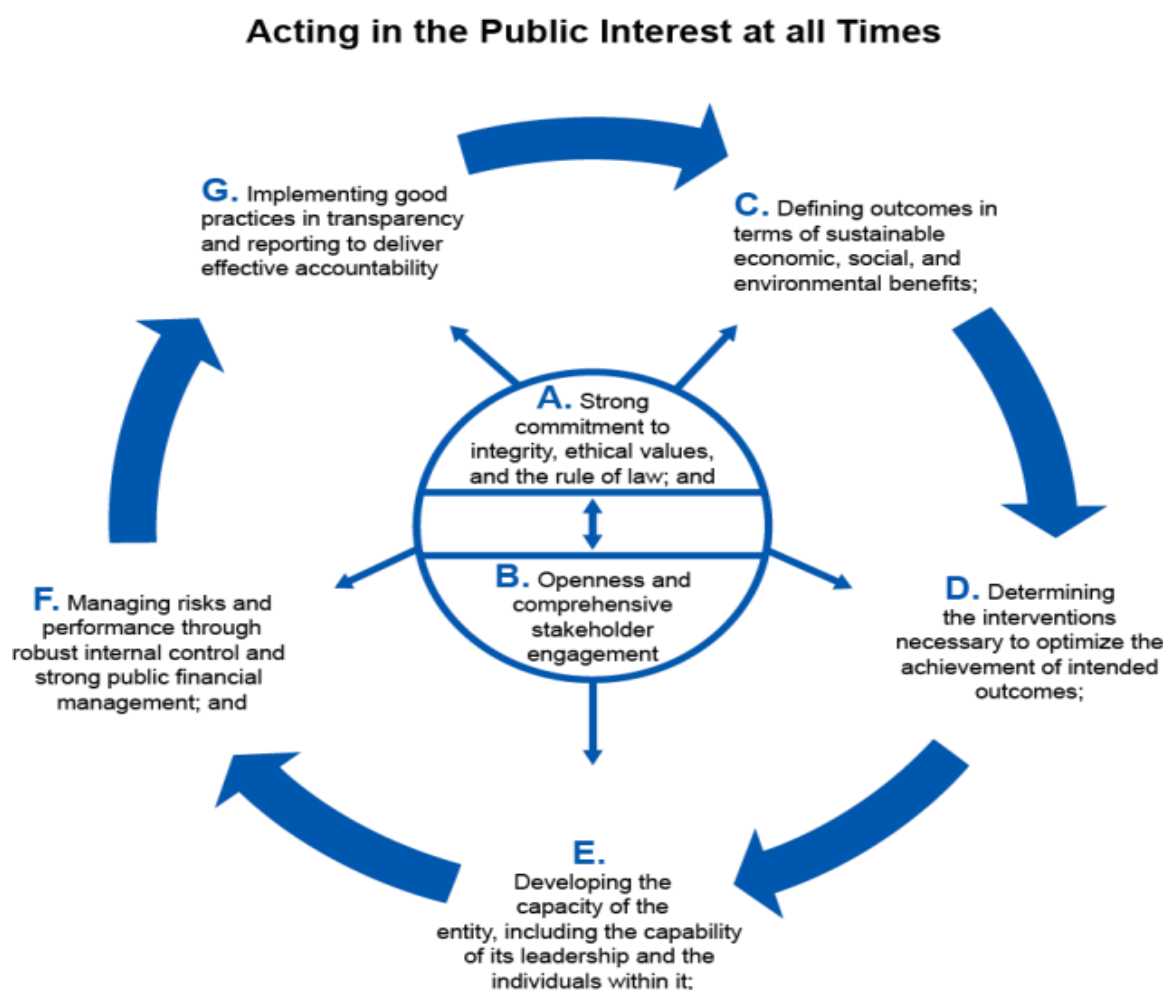 Acting in the Public Interest at all Times
G. Implementing good
practices in transparency
and reporting to deliver
effective accountability
C. Defining outcomes in
terms of sustainable
economic, social, and
environmental benefits;
A. Strong
commitment to
integrity, ethical values,
and the rule of law; and
B. Openness and
comprehensive
stakeholder
engagement
F. Managing risks and
performance through
robust internal control and
strong public financial
management; and
D. Determining
the interventions
necessary to optimize the
achievement of intended
outcomes;
E.
Developing the
capacity of the
entity, including the capability
of its leadership and the
individuals within it;